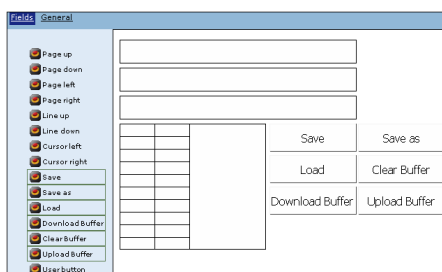 Fields General
Page up
Page down
Page left
Page right
Line up
Line down
Cursor left
Cursor right
Save
Save as
Load
Download Buffer
Clear Buffer
Upload Buffer
User button
Save Save as
Load Clear Buffer
Download Buffer Upload Buffer